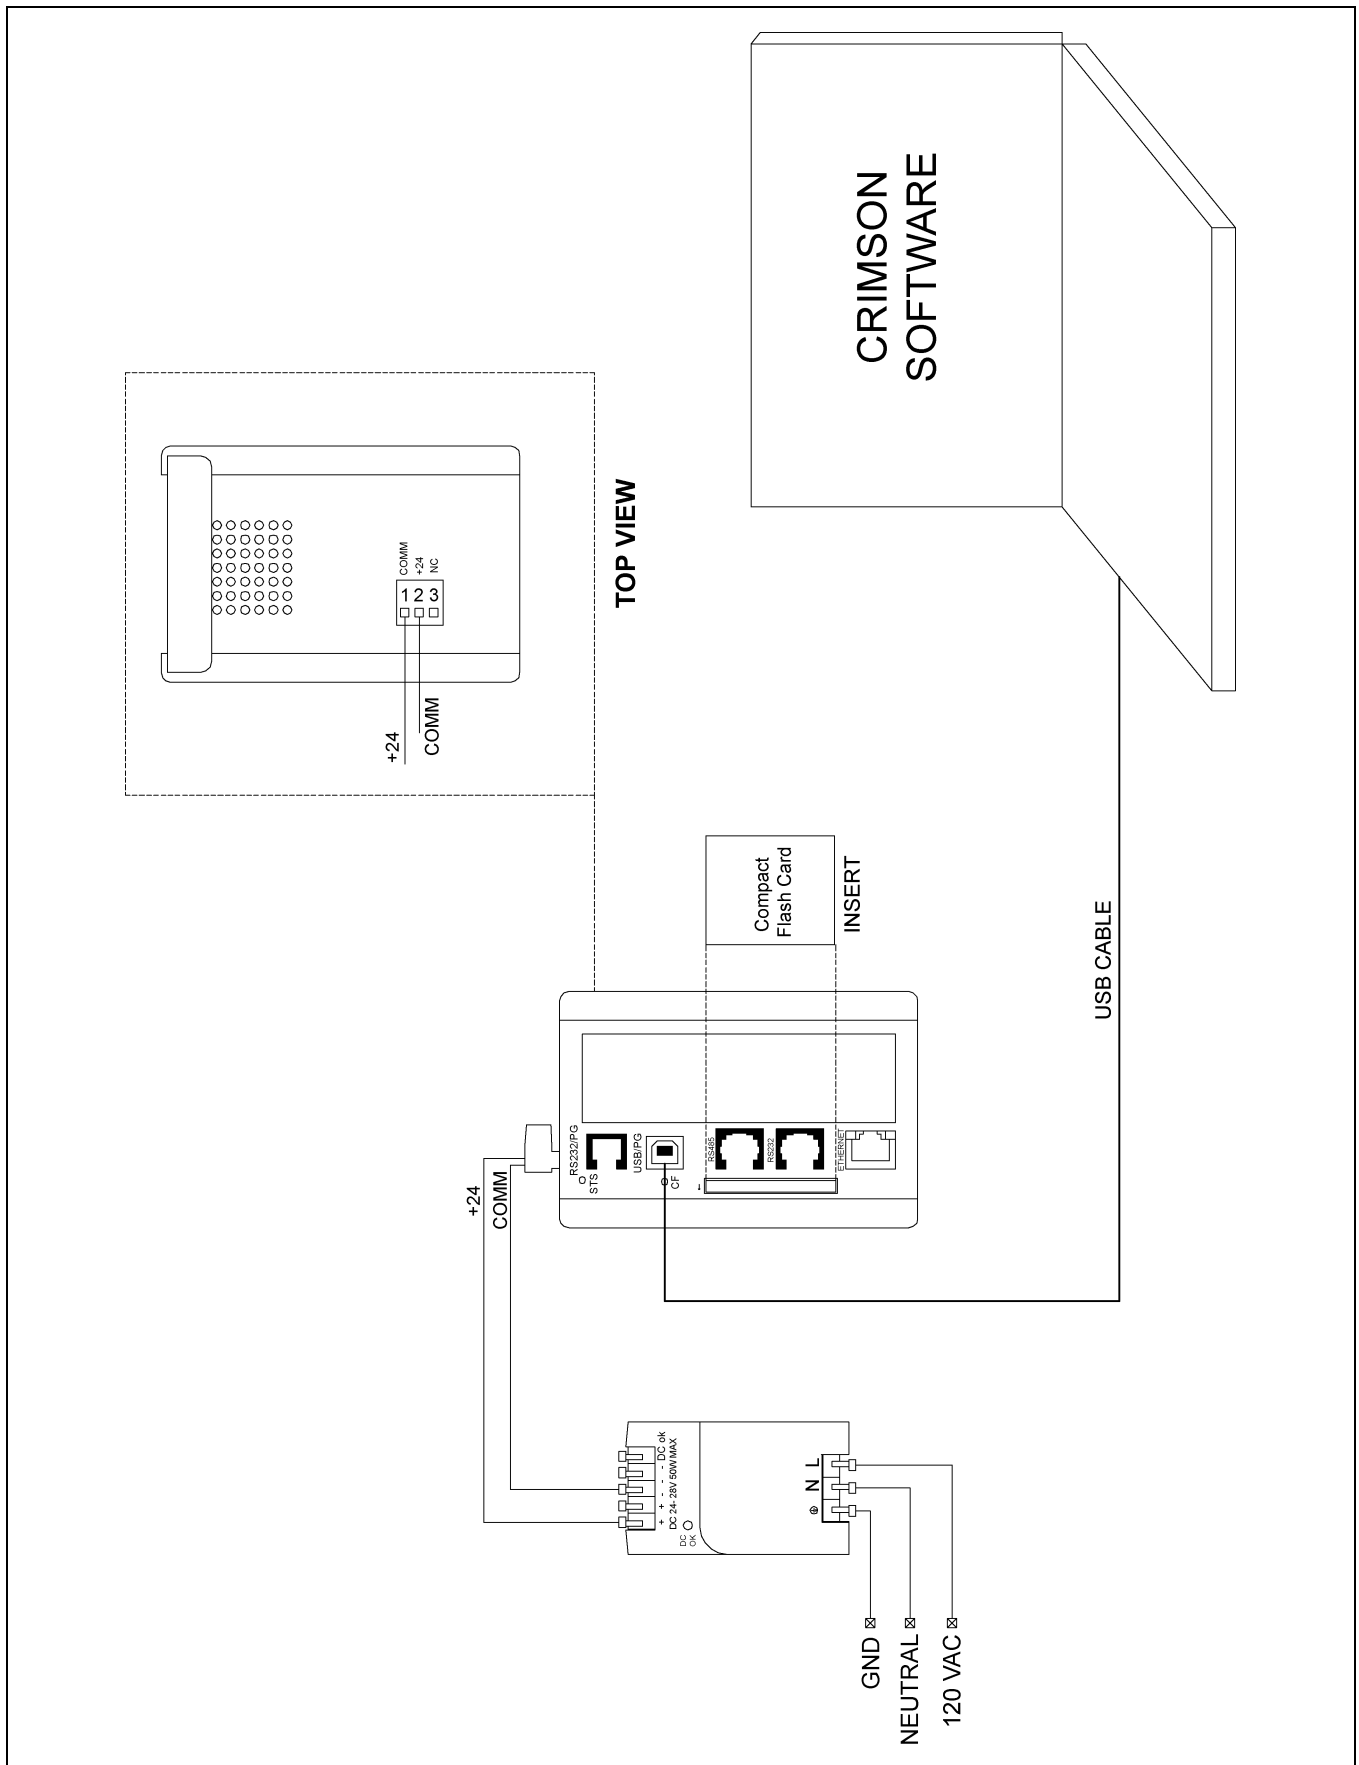 CRIMSON
SOFTWARE
TOP VIEW
COMM
+24
NC
1 2 3
+24
COMM
Compact
Flash Card
INSERT
USB CABLE
+24
COMM
RS232/PG
STS
USB/PG
CF
RS485
RS232
ETHERNET
+ + - - - DC ok
DC 24- 28V 50W MAX
DC
OK
N L
GND
NEUTRAL
120 VAC